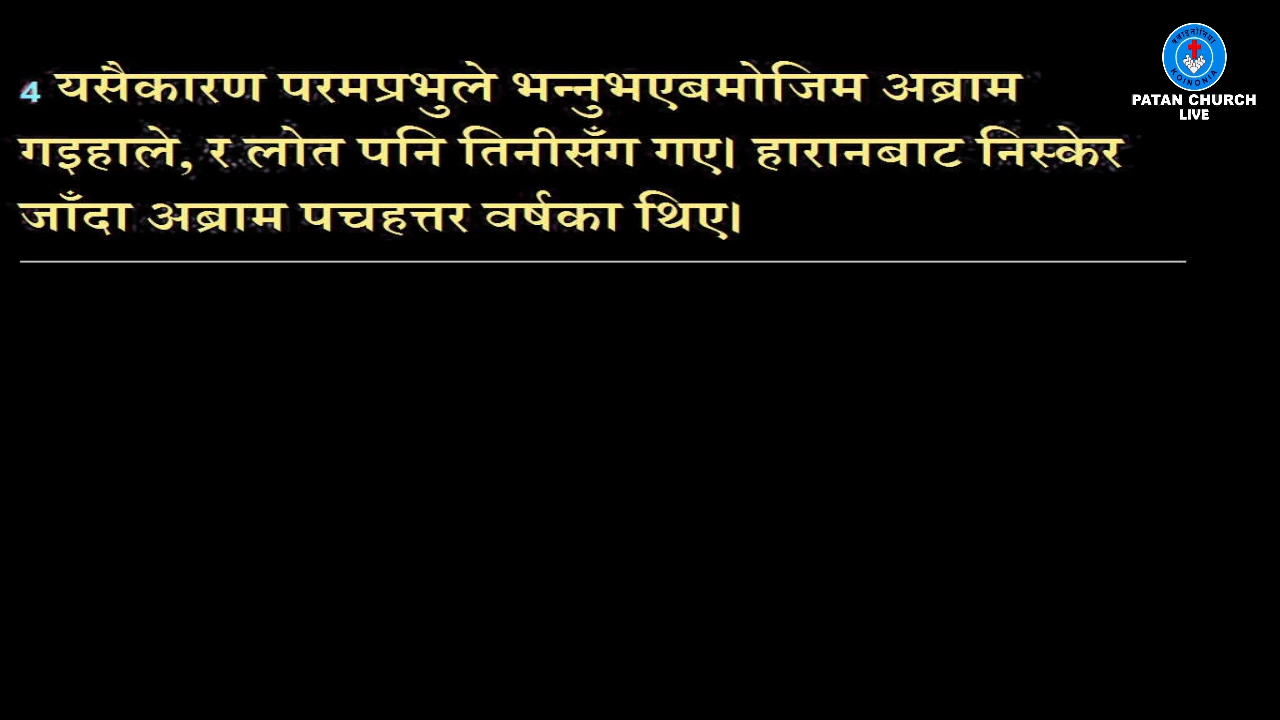 4 यसैकारण परमप्रभुले भन्नुभएबमोजिम अब्राम
गइहाले, र लोत पनि तिनीसँग गए। हारानबाट निस्केर
जाँदा अब्राम पचहत्तर वर्षका थिए।
KOINONIA
PATAN CHURCH
LIVE